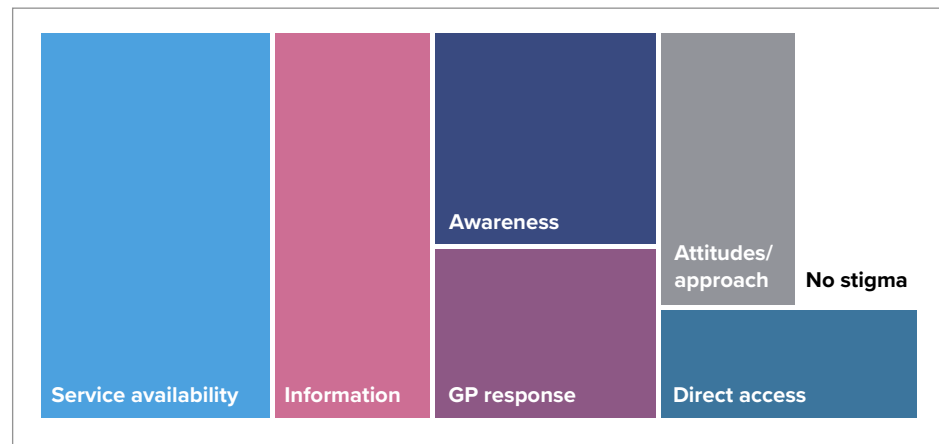 Awareness
Attitudes/
approach
No stigma
Service availability
Information
GP response
Direct access